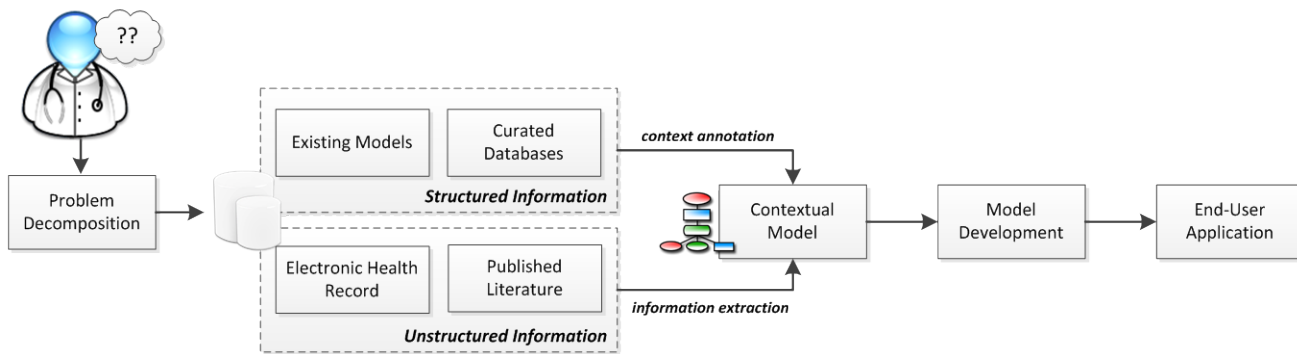 ??
Problem
Decomposition
Existing Models
Curated
Databases
Structured Information
Electronic Health
Record
Published
Literature
Unstructured Information
context annotation
information extraction
Contextual
Model
Model
Development
End-User
Application